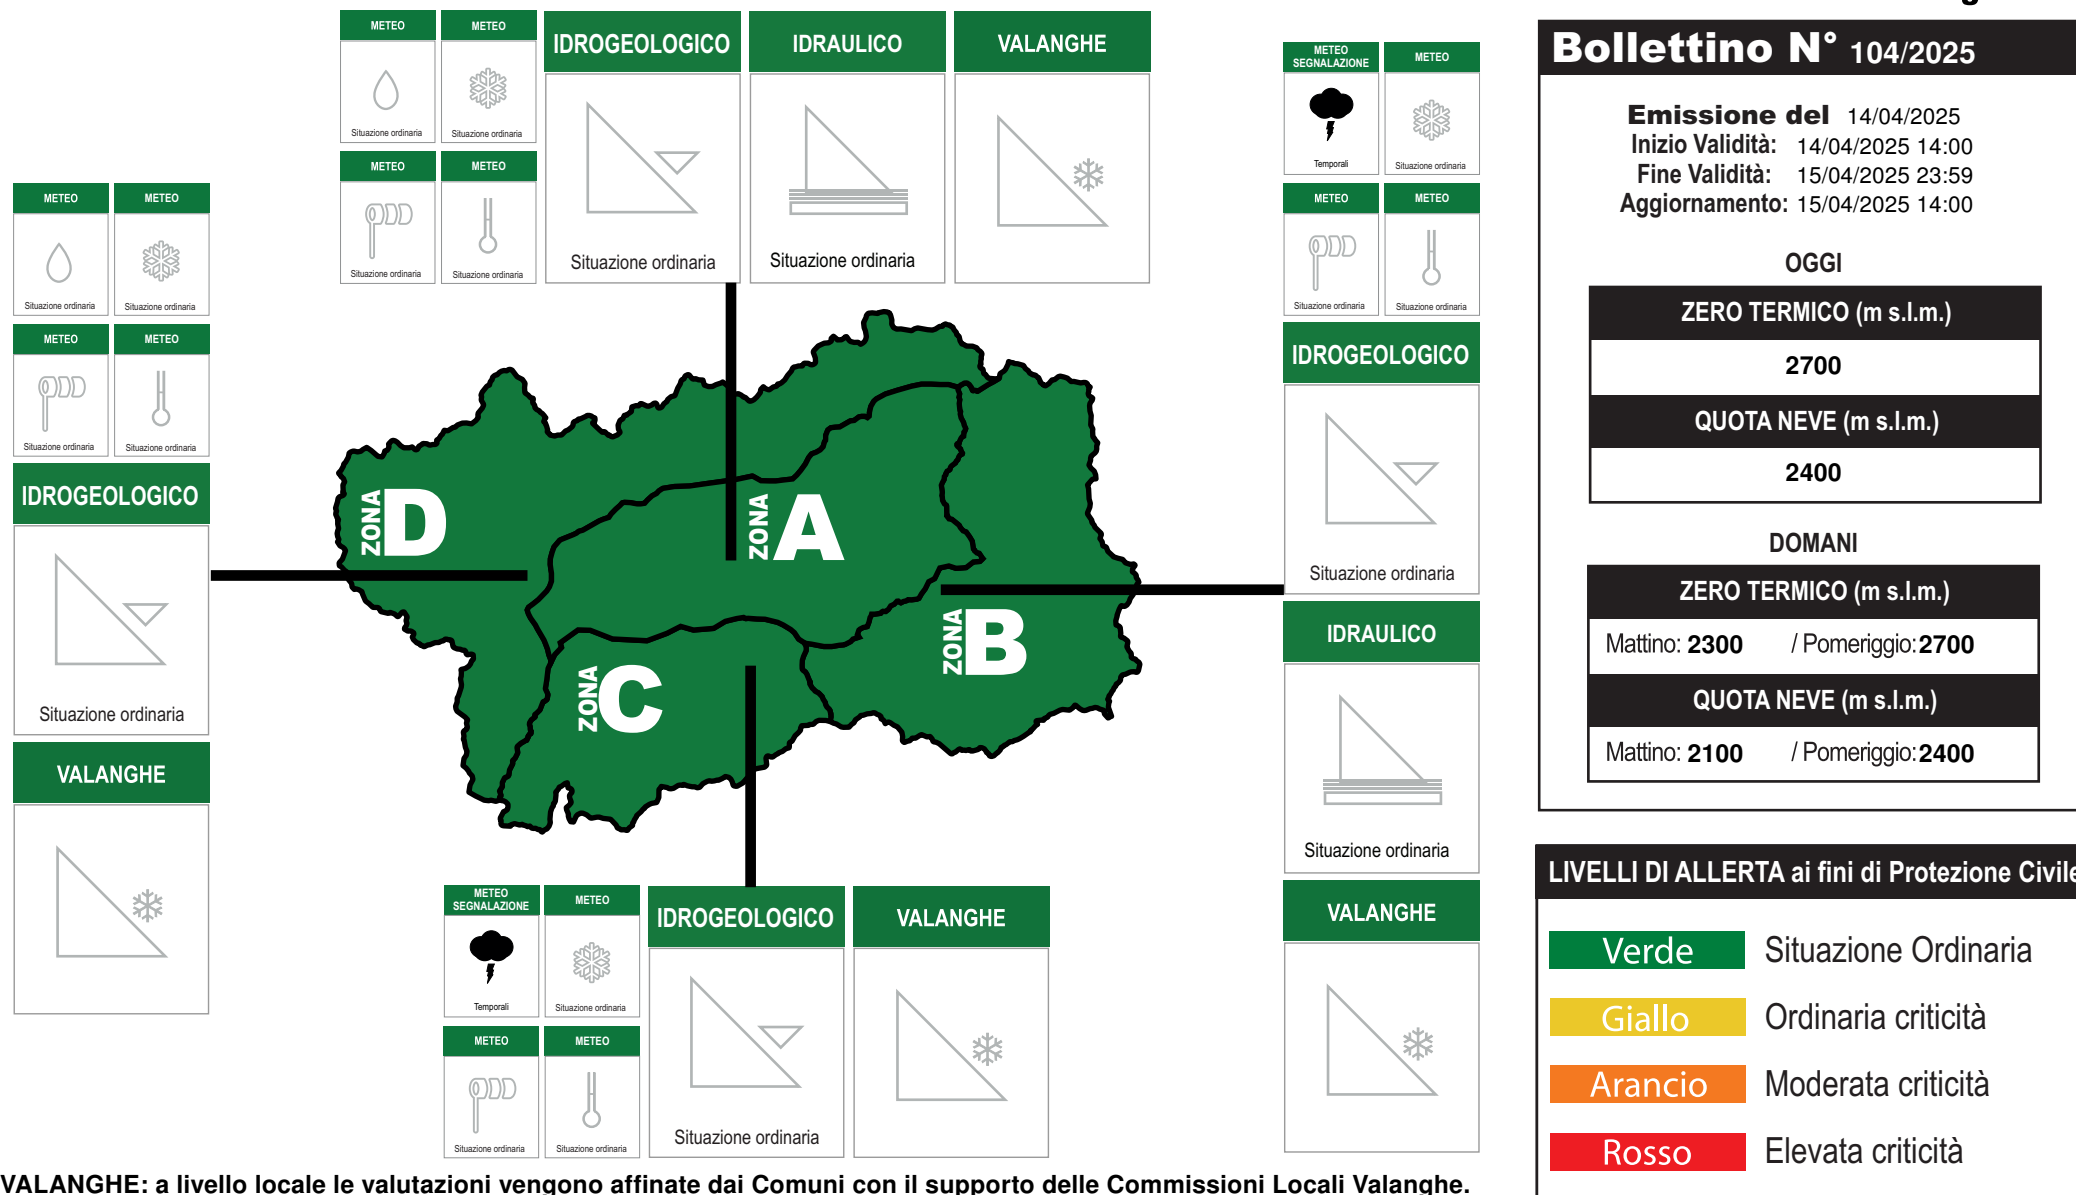 METEO
METEO
Situazione ordinaria
Situazione ordinaria
METEO
METEO
Situazione ordinaria
Situazione ordinaria
IDROGEOLOGICO
Situazione ordinaria
IDRAULICO
Situazione ordinaria
VALANGHE
METEO
METEO
Situazione ordinaria
Situazione ordinaria
METEO
METEO
Situazione ordinaria
Situazione ordinaria
IDROGEOLOGICO
Situazione ordinaria
VALANGHE
ZONA D
ZONA A
ZONA B
ZONA C
METEO
SEGNALAZIONE
METEO
Temporali
Situazione ordinaria
METEO
METEO
Situazione ordinaria
Situazione ordinaria
IDROGEOLOGICO
Situazione ordinaria
IDRAULICO
Situazione ordinaria
VALANGHE
METEO
SEGNALAZIONE
METEO
Temporali
Situazione ordinaria
METEO
METEO
Situazione ordinaria
Situazione ordinaria
IDROGEOLOGICO
Situazione ordinaria
VALANGHE
Bollettino N° 104/2025
Emissione del 14/04/2025
Inizio Validità: 14/04/2025 14:00
Fine Validità: 15/04/2025 23:59
Aggiornamento: 15/04/2025 14:00
OGGI
ZERO TERMICO (m s.l.m.)
2700
QUOTA NEVE (m s.l.m.)
2400
DOMANI
ZERO TERMICO (m s.l.m.)
Mattino: 2300 / Pomeriggio: 2700
QUOTA NEVE (m s.l.m.)
Mattino: 2100 / Pomeriggio: 2400
LIVELLI DI ALLERTA ai fini di Protezione Civile
Verde Situazione Ordinaria
Giallo Ordinaria criticità
Arancio Moderata criticità
Rosso Elevata criticità
VALANGHE: a livello locale le valutazioni vengono affinate dai Comuni con il supporto delle Commissioni Locali Valanghe.